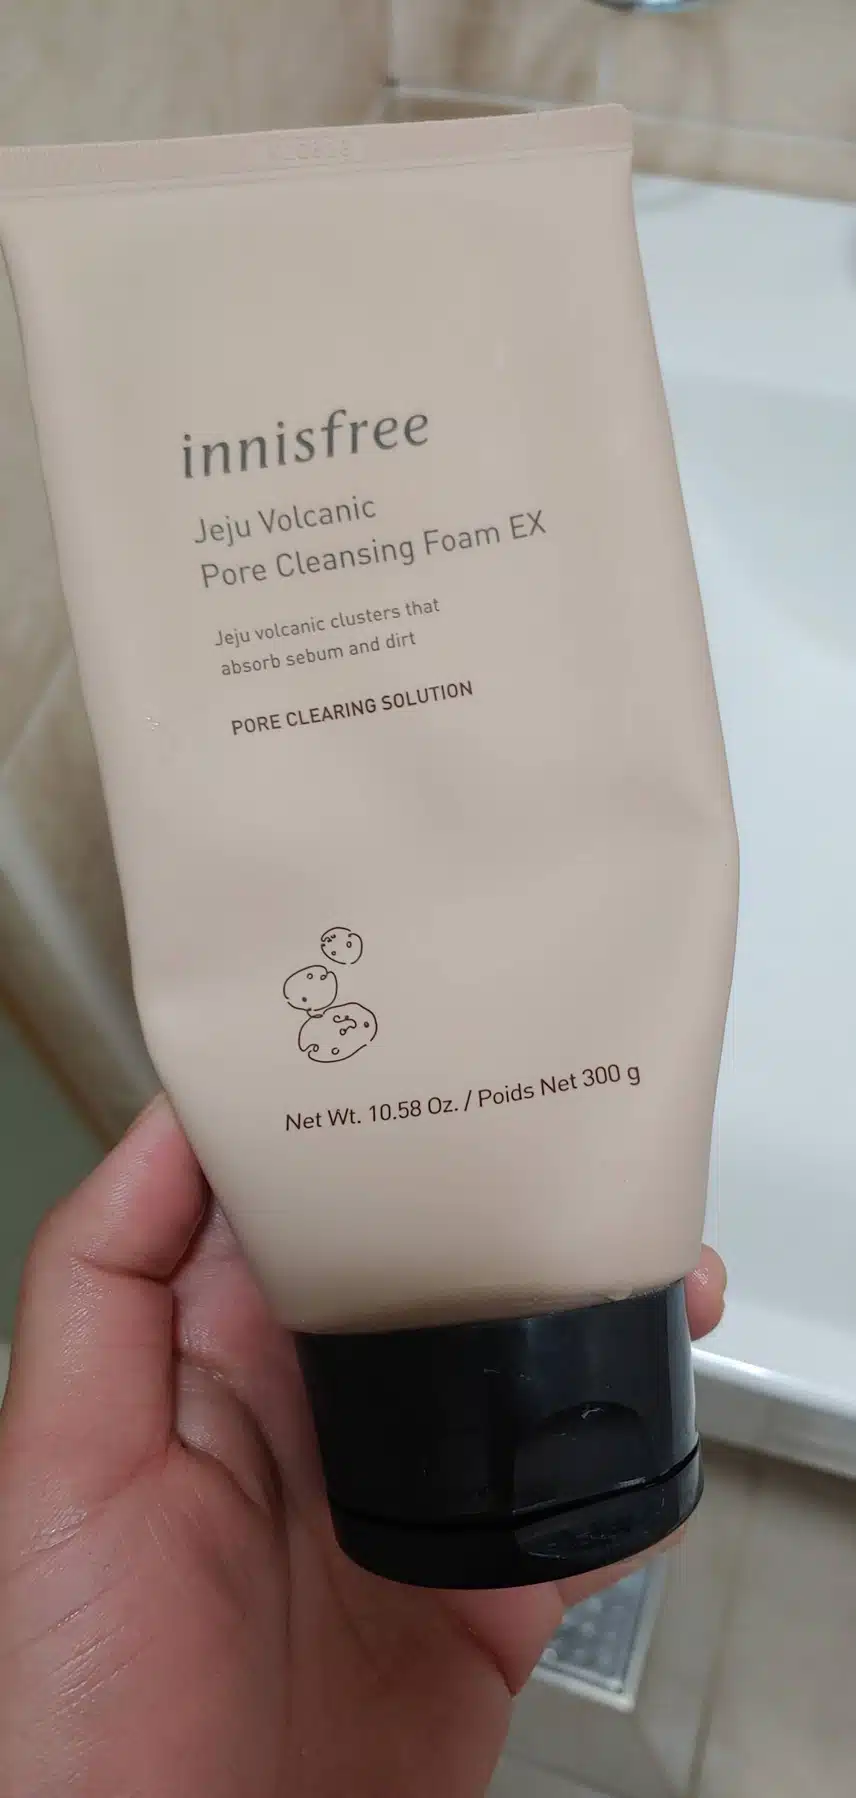 innisfree
Jeju Volcanic
Pore Cleansing Foam EX
Jeju volcanic clusters that
absorb sebum and dirt
PORE CLEARING SOLUTION
Net Wt. 10.58 Oz. / Poids Net 300 g